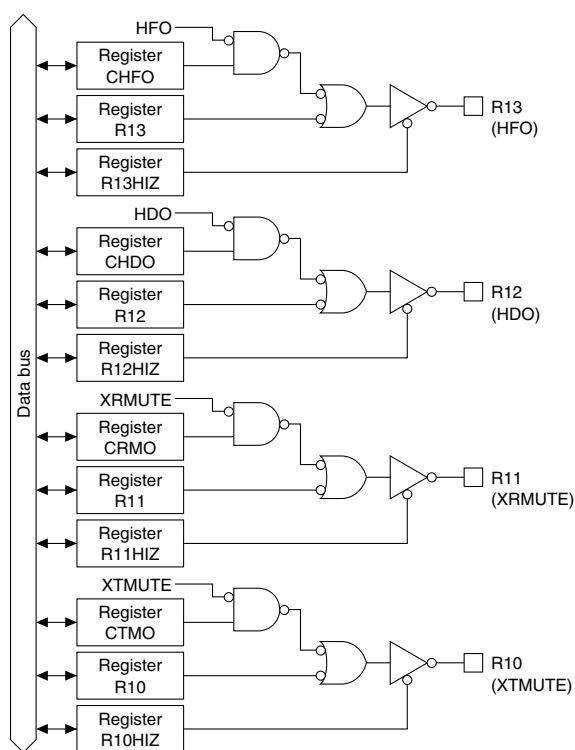 HFO
Register
CHFO
Register
R13
Register
R13HIZ
R13
(HFO)
HDO
Register
CHDO
Register
R12
Register
R12HIZ
R12
(HDO)
XRMUTE
Register
CRMO
Register
R11
Register
R11HIZ
R11
(XRMUTE)
XTMUTE
Register
CTMO
Register
R10
Register
R10HIZ
R10
(XTMUTE)
Data bus